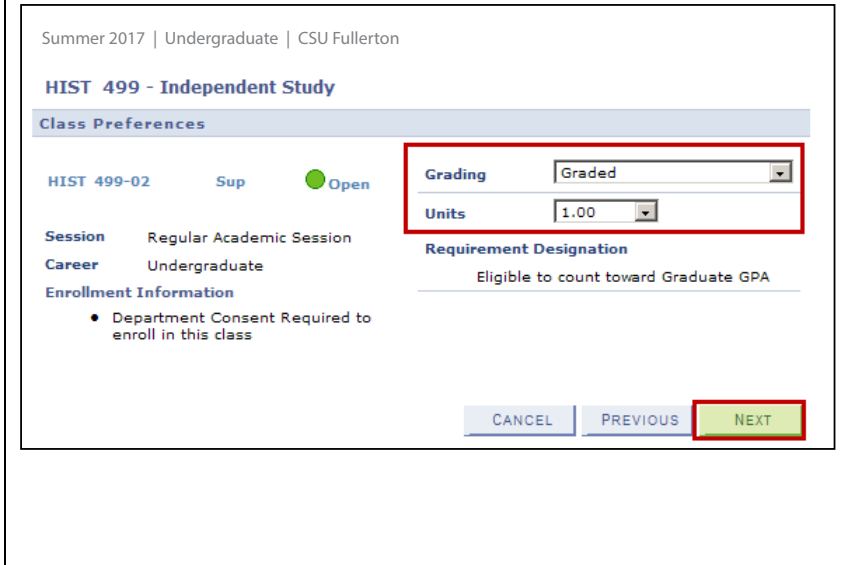 Summer 2017 | Undergraduate | CSU Fullerton
HIST 499 - Independent Study
Class Preferences
HIST 499-02 Sup Open
Session Regular Academic Session
Career Undergraduate
Enrollment Information
• Department Consent Required to
enroll in this class
Grading Graded
Units 1.00
Requirement Designation
Eligible to count toward Graduate GPA
CANCEL PREVIOUS NEXT